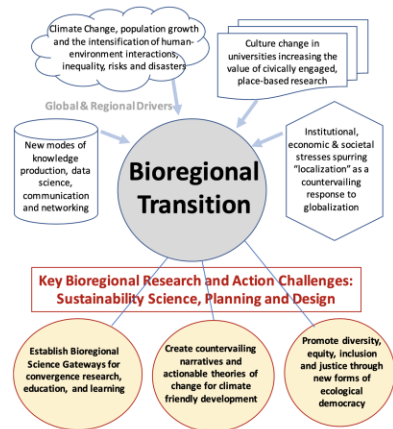 Climate Change, population growth
and the intensification of human-
environment interactions,
inequality, risks and disasters
Culture change in
universities increasing the
value of civically engaged,
place-based research
Global & Regional Drivers
New modes of
knowledge
production, data
science,
communication
and networking
Bioregional
Transition
Institutional,
economic & societal
stresses spurring
"localization" as a
countervailing
response to
globalization
Key Bioregional Research and Action Challenges:
Sustainability Science, Planning and Design
Establish Bioregional
Science Gateways for
convergence research,
education, and learning
Create countervailing
narratives and
actionable theories of
change for climate
friendly development
Promote diversity,
equity, inclusion
and justice through
new forms of
ecological
democracy